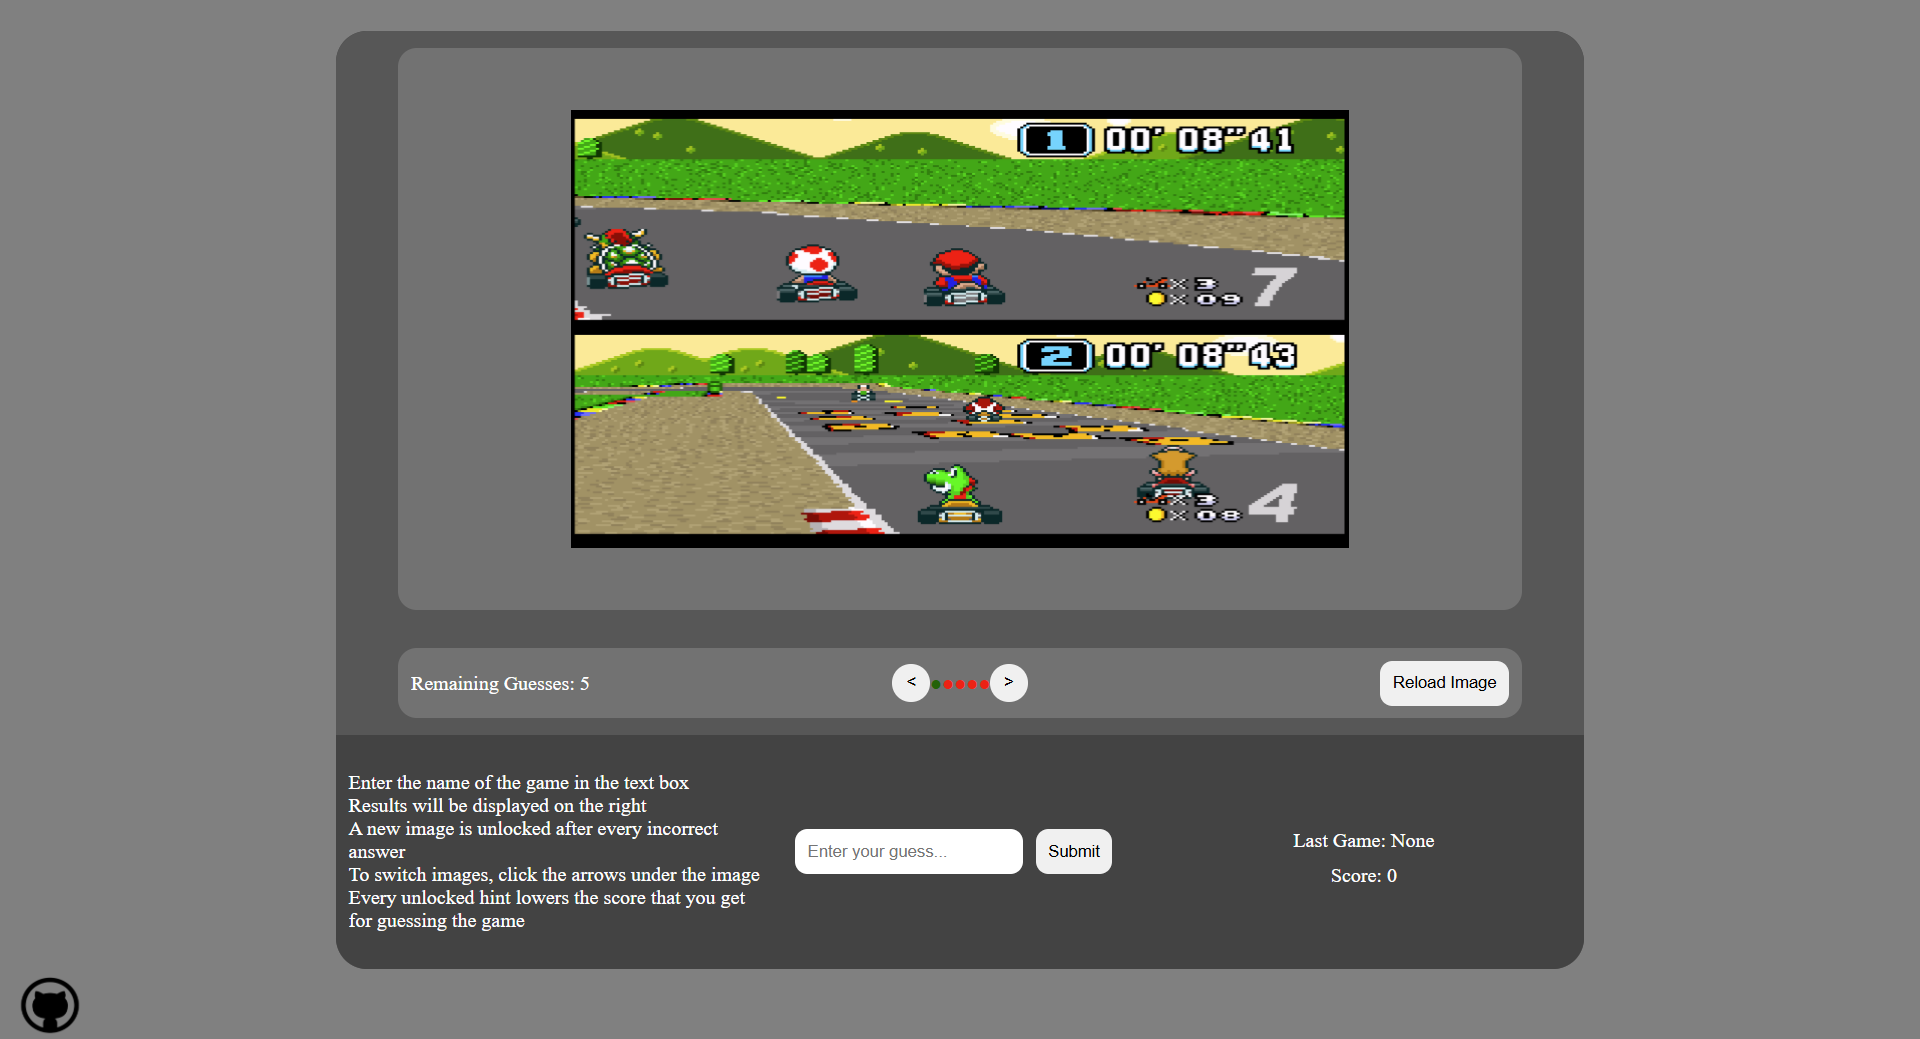 1 00' 08"41
× 3
× 09 7
2 00' 08"43
× 3
× 08 4
Remaining Guesses: 5
<
>
Reload Image
Enter the name of the game in the text box
Results will be displayed on the right
A new image is unlocked after every incorrect
answer
To switch images, click the arrows under the image
Every unlocked hint lowers the score that you get
for guessing the game
Enter your guess...
Submit
Last Game: None
Score: 0